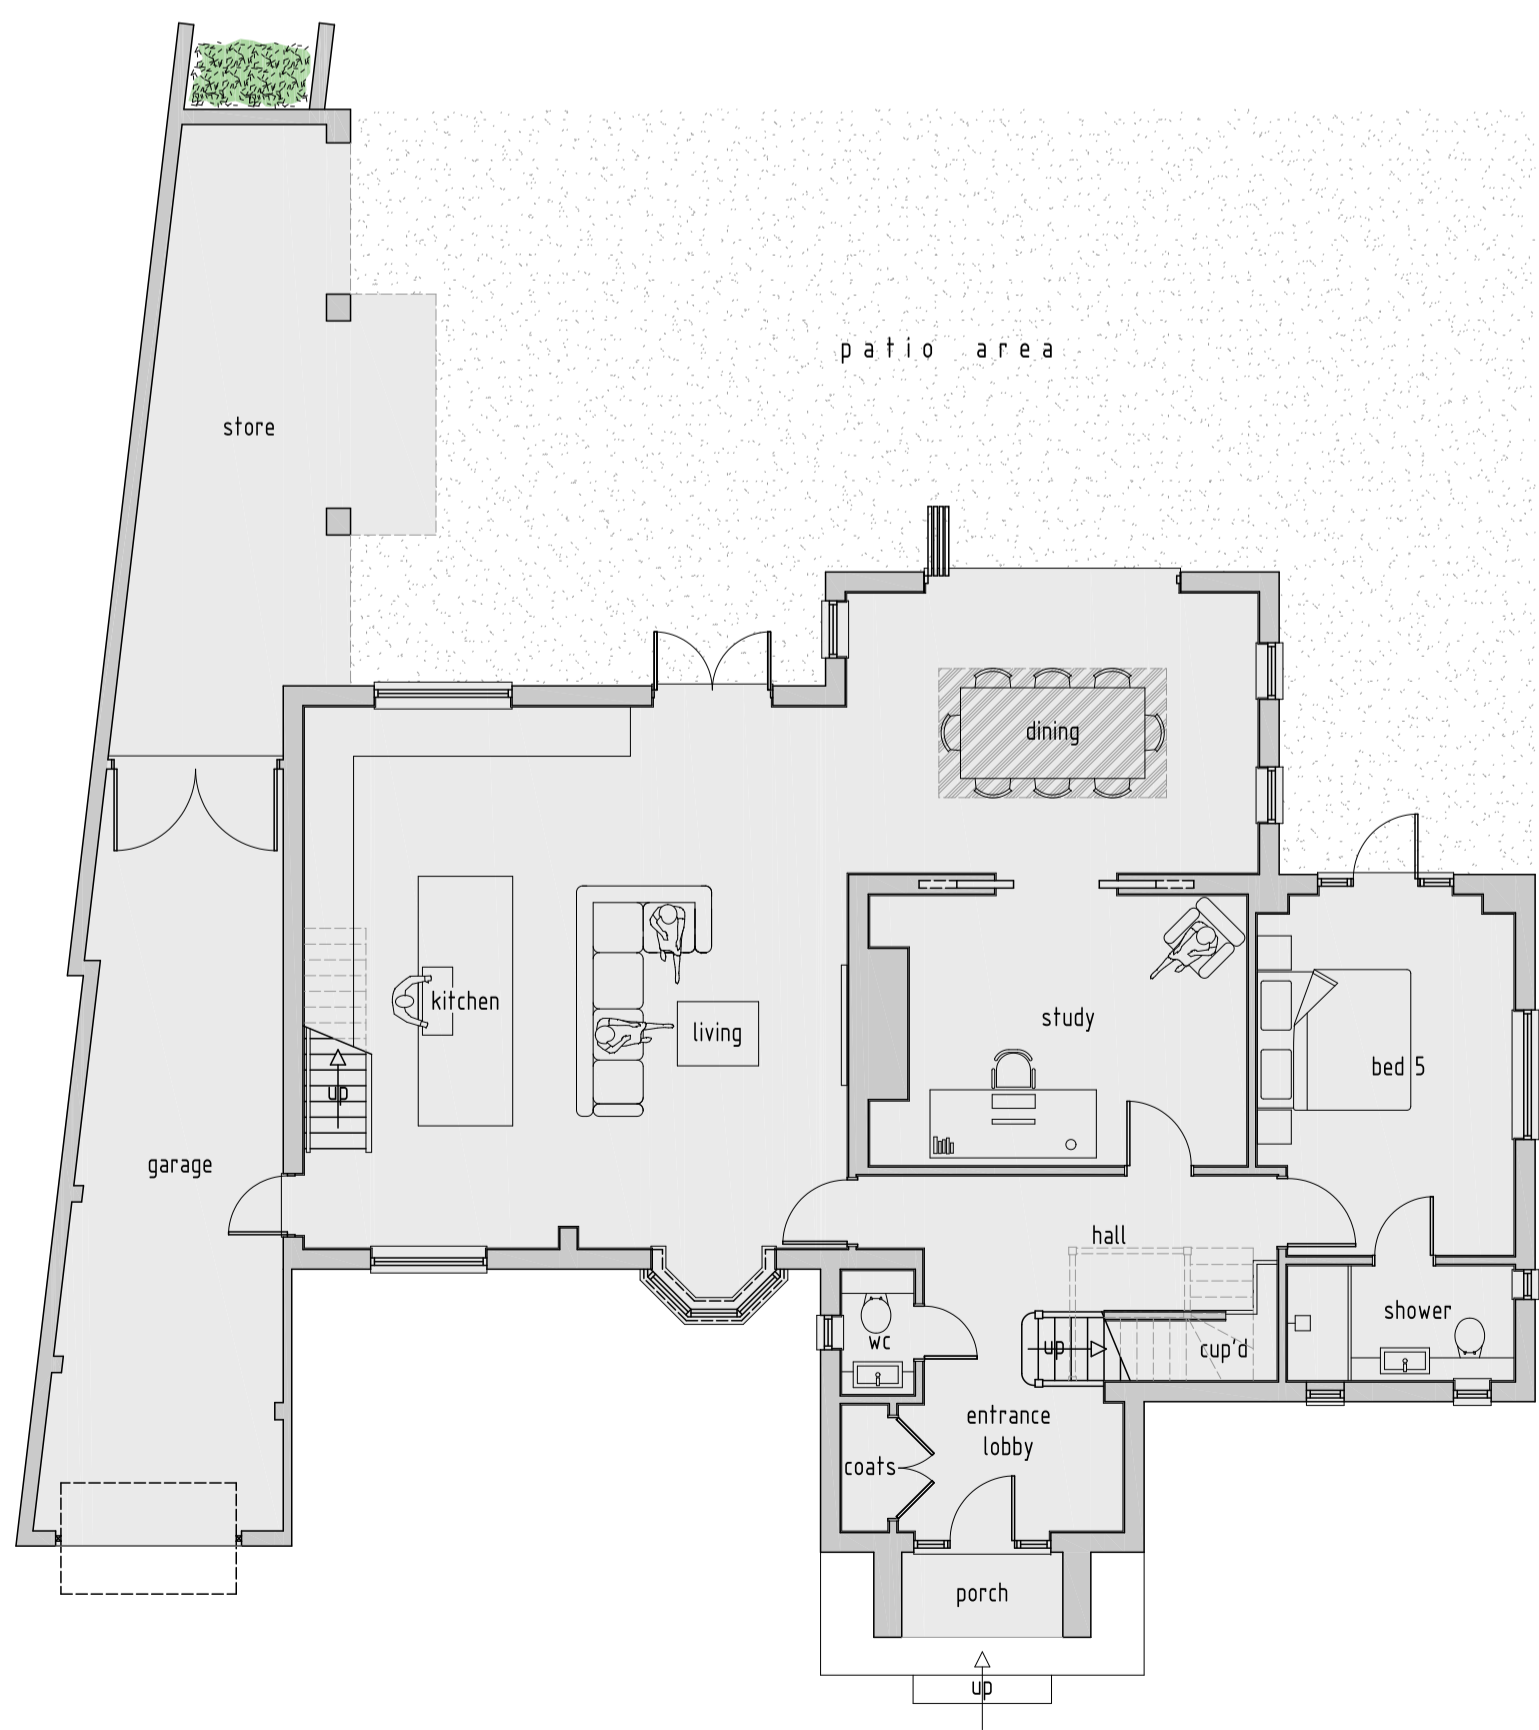 patio area
store
dining
kitchen
living
study
bed 5
up
garage
hall
shower
wc
up
cup'd
entrance
lobby
coats
porch
up